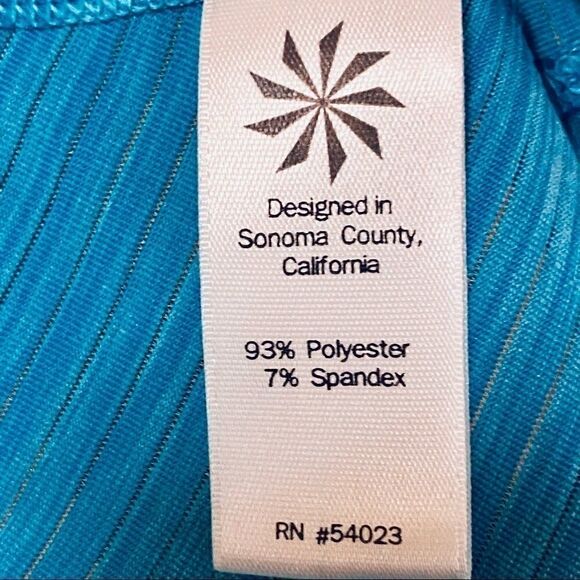 Designed in
Sonoma County,
California
93% Polyester
7% Spandex
RN #54023